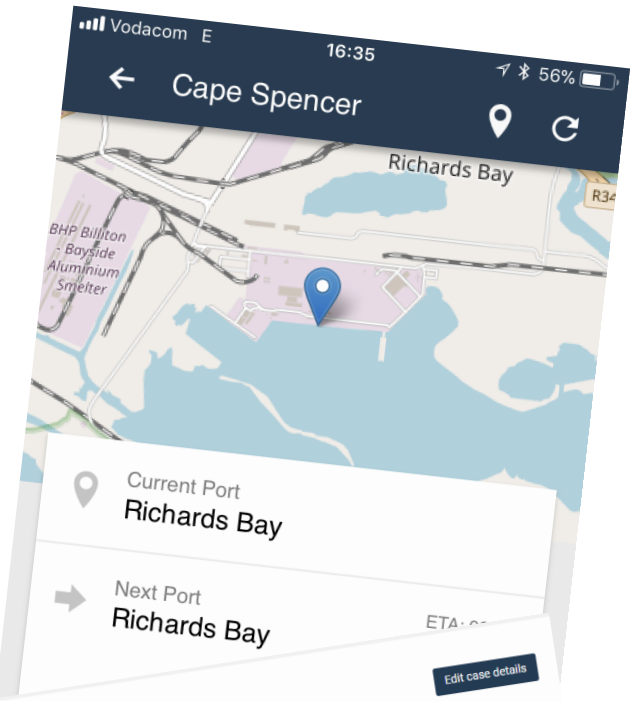 Vodacom E
16:35
56%
Cape Spencer
Richards Bay
R34
BHP Billiton
- Bayside
Aluminium
Smelter
Current Port
Richards Bay
Next Port
Richards Bay
ETA:
Edit case details